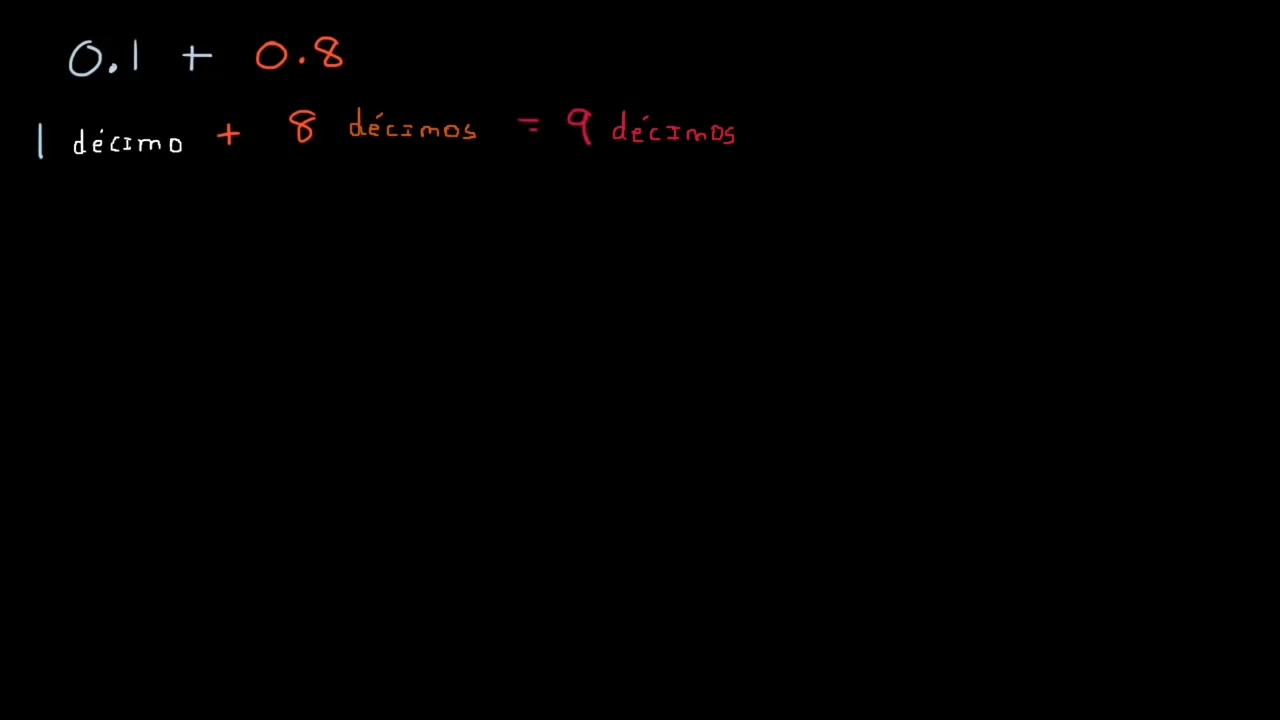 0.1 + 0.8
1 décimo + 8 décimos = 9 décimos